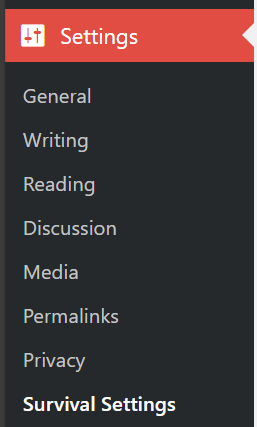 Settings
General
Writing
Reading
Discussion
Media
Permalinks
Privacy
Survival Settings